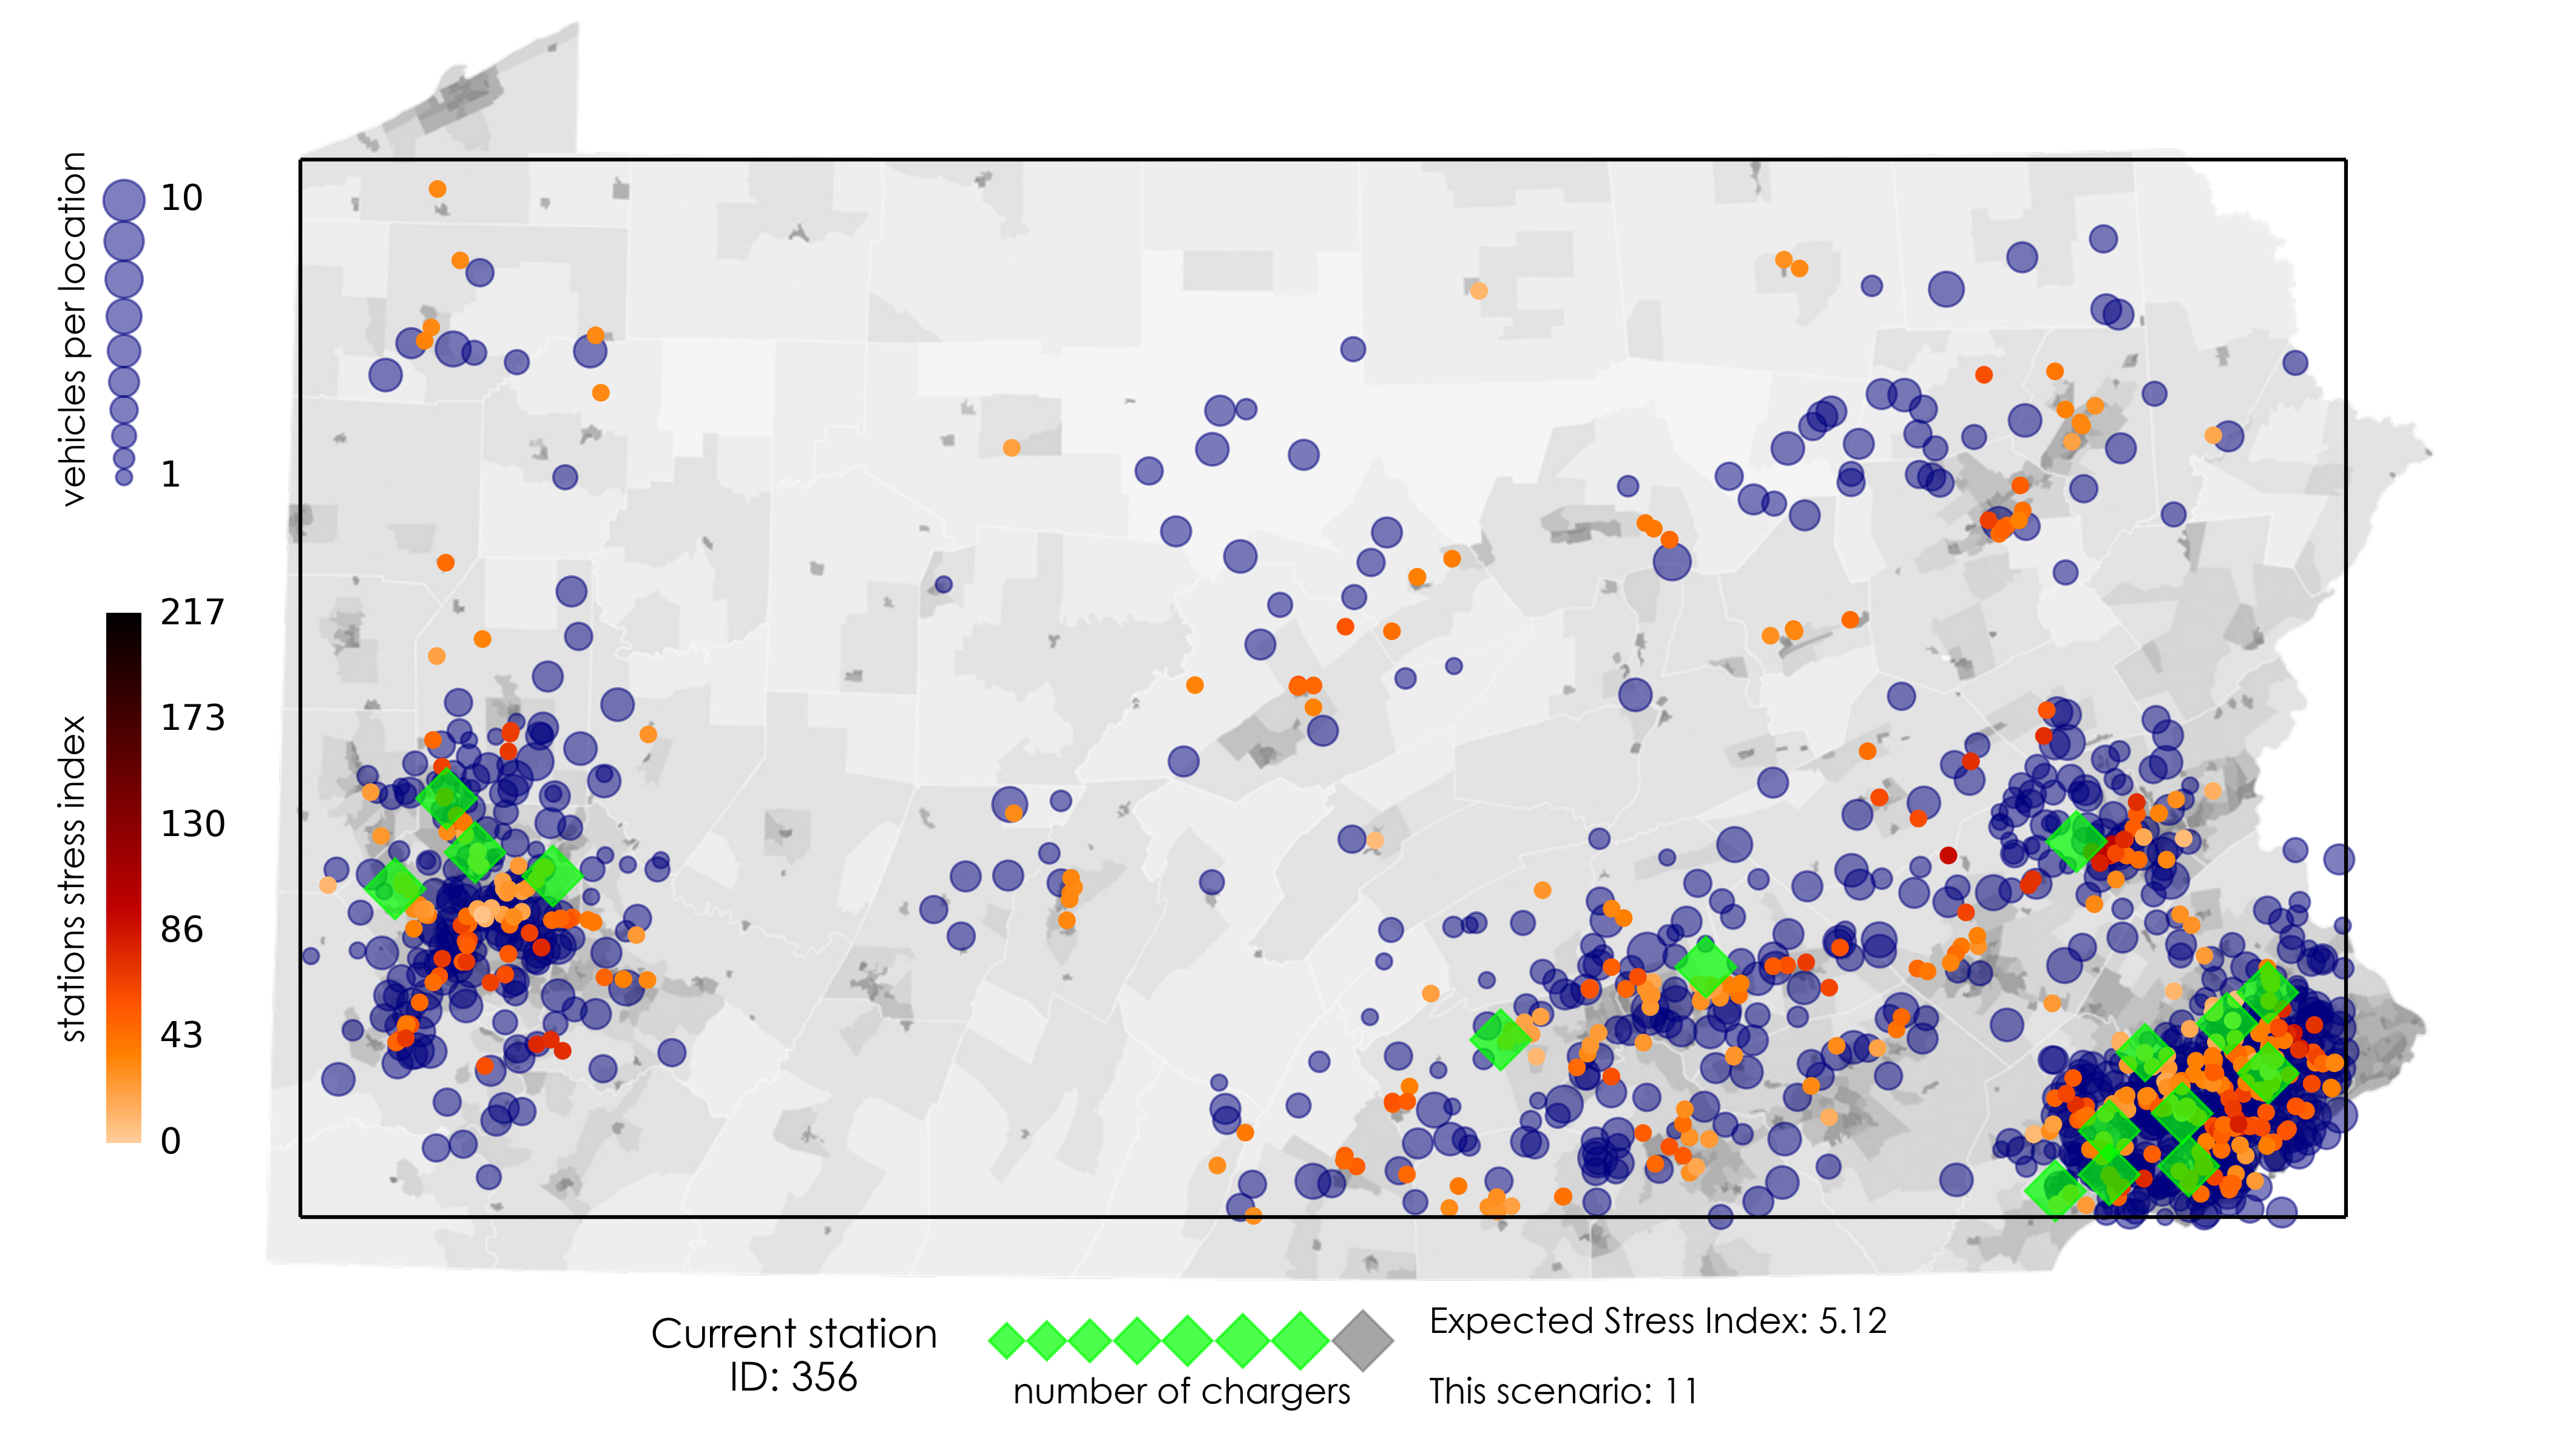 vehicles per location
10
1
stations stress index
217
173
130
86
43
0
Current station
ID: 356
number of chargers
Expected Stress Index: 5.12
This scenario: 11